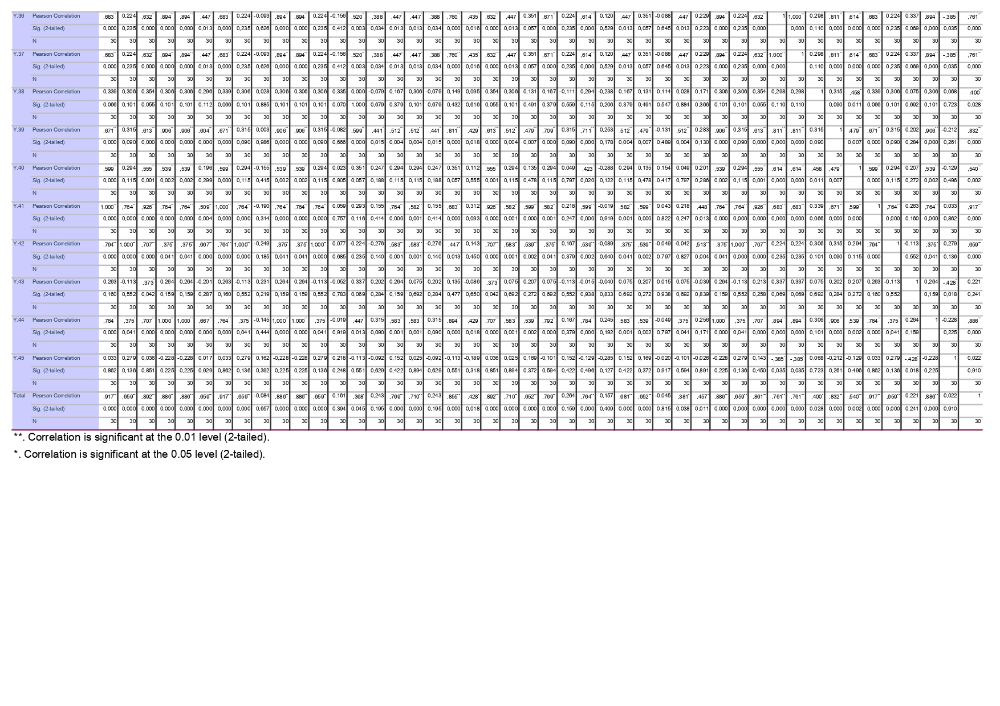 Y.36 Pearson Correlation ,683** 0,224 ,632** ,894** ,894** ,447* ,683** 0,224 -0,093 ,894** ,894** 0,224 -0,156 ,520** ,388* ,447* ,447* ,388* ,760** ,435* ,632** ,447* 0,351 ,671** 0,224 ,614** 0,120 ,447* 0,351 -0,088 ,447* 0,229 ,894** 0,224 ,632** 1 1,000** 0,298 ,811** ,614** ,683** 0,224 0,337 ,894** -,385* ,761**
Sig. (2-tailed) 0,000 0,235 0,000 0,000 0,000 0,013 0,000 0,235 0,626 0,000 0,000 0,235 0,412 0,003 0,034 0,013 0,013 0,034 0,000 0,016 0,000 0,013 0,057 0,000 0,235 0,000 0,529 0,013 0,057 0,645 0,013 0,223 0,000 0,235 0,000 0,000 0,110 0,000 0,000 0,000 0,235 0,069 0,000 0,035 0,000
N 30 30 30 30 30 30 30 30 30 30 30 30 30 30 30 30 30 30 30 30 30 30 30 30 30 30 30 30 30 30 30 30 30 30 30 30 30 30 30 30 30 30 30 30 30 30
Y.37 Pearson Correlation ,683** 0,224 ,632** ,894** ,894** ,447* ,683** 0,224 -0,093 ,894** ,894** 0,224 -0,156 ,520** ,388* ,447* ,447* ,388* ,760** ,435* ,632** ,447* 0,351 ,671** 0,224 ,614** 0,120 ,447* 0,351 -0,088 ,447* 0,229 ,894** 0,224 ,632** 1,000** 1 0,298 ,811** ,614** ,683** 0,224 0,337 ,894** -,385* ,761**
Sig. (2-tailed) 0,000 0,235 0,000 0,000 0,000 0,013 0,000 0,235 0,626 0,000 0,000 0,235 0,412 0,003 0,034 0,013 0,013 0,034 0,000 0,016 0,000 0,013 0,057 0,000 0,235 0,000 0,529 0,013 0,057 0,645 0,013 0,223 0,000 0,235 0,000 0,000 0,110 0,000 0,000 0,000 0,235 0,069 0,000 0,035 0,000
N 30 30 30 30 30 30 30 30 30 30 30 30 30 30 30 30 30 30 30 30 30 30 30 30 30 30 30 30 30 30 30 30 30 30 30 30 30 30 30 30 30 30 30 30 30 30
Y.38 Pearson Correlation 0,339 0,306 0,354 0,306 0,306 0,296 0,339 0,306 0,028 0,306 0,306 0,306 0,335 0,000 -0,079 0,167 0,306 -0,079 0,149 0,095 0,354 0,306 0,131 0,167 -0,111 0,294 -0,238 0,167 0,131 0,114 0,028 0,171 0,306 0,306 0,354 0,298 0,298 1 0,315 ,458* 0,339 0,306 0,075 0,306 0,068 ,400*
Sig. (2-tailed) 0,066 0,101 0,055 0,101 0,101 0,112 0,066 0,101 0,885 0,101 0,101 0,101 0,070 1,000 0,679 0,379 0,101 0,679 0,432 0,616 0,055 0,101 0,491 0,379 0,559 0,115 0,206 0,379 0,491 0,547 0,884 0,366 0,101 0,101 0,055 0,110 0,110 0,090 0,011 0,066 0,101 0,692 0,101 0,723 0,028
N 30 30 30 30 30 30 30 30 30 30 30 30 30 30 30 30 30 30 30 30 30 30 30 30 30 30 30 30 30 30 30 30 30 30 30 30 30 30 30 30 30 30 30 30 30 30
Y.39 Pearson Correlation ,671** 0,315 ,613** ,906** ,906** ,604** ,671** 0,315 0,003 ,906** ,906** 0,315 -0,082 ,599** ,441* ,512** ,512** ,441* ,811** ,429* ,613** ,512** ,479** ,709** 0,315 ,711** 0,253 ,512** ,479** -0,131 ,512** 0,283 ,906** 0,315 ,613** ,811** ,811** 0,315 1 ,479** ,671** 0,315 0,202 ,906** -0,212 ,832**
Sig. (2-tailed) 0,000 0,090 0,000 0,000 0,000 0,000 0,000 0,090 0,986 0,000 0,000 0,090 0,666 0,000 0,015 0,004 0,004 0,015 0,000 0,018 0,000 0,004 0,007 0,000 0,090 0,000 0,178 0,004 0,007 0,489 0,004 0,130 0,000 0,090 0,000 0,000 0,000 0,090 0,007 0,000 0,090 0,284 0,000 0,261 0,000
N 30 30 30 30 30 30 30 30 30 30 30 30 30 30 30 30 30 30 30 30 30 30 30 30 30 30 30 30 30 30 30 30 30 30 30 30 30 30 30 30 30 30 30 30 30 30
Y.40 Pearson Correlation ,599** 0,294 ,555** ,539** ,539** 0,196 ,599** 0,294 -0,155 ,539** ,539** 0,294 0,023 0,351 0,247 0,294 0,294 0,247 0,351 0,112 ,555** 0,294 0,135 0,294 0,049 ,423* -0,288 0,294 0,135 0,154 0,049 0,201 ,539** 0,294 ,555** ,614** ,614** ,458* ,479** 1 ,599** 0,294 0,207 ,539** -0,129 ,540**
Sig. (2-tailed) 0,000 0,115 0,001 0,002 0,002 0,299 0,000 0,115 0,415 0,002 0,002 0,115 0,905 0,057 0,188 0,115 0,115 0,188 0,057 0,555 0,001 0,115 0,478 0,115 0,797 0,020 0,122 0,115 0,478 0,417 0,797 0,286 0,002 0,115 0,001 0,000 0,000 0,011 0,007 0,000 0,115 0,272 0,002 0,496 0,002
N 30 30 30 30 30 30 30 30 30 30 30 30 30 30 30 30 30 30 30 30 30 30 30 30 30 30 30 30 30 30 30 30 30 30 30 30 30 30 30 30 30 30 30 30 30 30
Y.41 Pearson Correlation 1,000** ,764** ,926** ,764** ,764** ,509** 1,000** ,764** -0,190 ,764** ,764** ,764** 0,059 0,293 0,155 ,764** ,582** 0,155 ,683** 0,312 ,926** ,582** ,599** ,582** 0,218 ,599** -0,019 ,582** ,599** 0,043 0,218 ,448* ,764** ,764** ,926** ,683** ,683** 0,339 ,671** ,599** 1 ,764** 0,263 ,764** 0,033 ,917**
Sig. (2-tailed) 0,000 0,000 0,000 0,000 0,000 0,004 0,000 0,000 0,314 0,000 0,000 0,000 0,757 0,116 0,414 0,000 0,001 0,414 0,000 0,093 0,000 0,001 0,000 0,001 0,247 0,000 0,919 0,001 0,000 0,822 0,247 0,013 0,000 0,000 0,000 0,000 0,000 0,066 0,000 0,000 0,000 0,160 0,000 0,862 0,000
N 30 30 30 30 30 30 30 30 30 30 30 30 30 30 30 30 30 30 30 30 30 30 30 30 30 30 30 30 30 30 30 30 30 30 30 30 30 30 30 30 30 30 30 30 30 30
Y.42 Pearson Correlation ,764** 1,000** ,707** ,375* ,375* ,667** ,764** 1,000** -0,249 ,375* ,375* 1,000** 0,077 -0,224 -0,276 ,583** ,583** -0,276 ,447* 0,143 ,707** ,583** ,539** ,375* 0,167 ,539** -0,089 ,375* ,539** -0,049 -0,042 ,513** ,375* 1,000** ,707** 0,224 0,224 0,306 0,315 0,294 ,764** 1 -0,113 ,375* 0,279 ,659**
Sig. (2-tailed) 0,000 0,000 0,000 0,041 0,041 0,000 0,000 0,000 0,185 0,041 0,041 0,000 0,685 0,235 0,140 0,001 0,001 0,140 0,013 0,450 0,000 0,001 0,002 0,041 0,379 0,002 0,640 0,041 0,002 0,797 0,827 0,004 0,041 0,000 0,000 0,235 0,235 0,101 0,090 0,115 0,000 0,552 0,041 0,136 0,000
N 30 30 30 30 30 30 30 30 30 30 30 30 30 30 30 30 30 30 30 30 30 30 30 30 30 30 30 30 30 30 30 30 30 30 30 30 30 30 30 30 30 30 30 30 30 30
Y.43 Pearson Correlation 0,263 -0,113 ,373* 0,264 0,264 -0,201 0,263 -0,113 0,231 0,264 0,264 -0,113 -0,052 0,337 0,202 0,264 0,075 0,202 0,135 -0,086 ,373* 0,075 0,207 0,075 -0,113 -0,015 -0,040 0,075 0,207 0,015 0,075 -0,039 0,264 -0,113 0,213 0,337 0,337 0,075 0,202 0,207 0,263 -0,113 1 0,264 -,428* 0,221
Sig. (2-tailed) 0,160 0,552 0,042 0,159 0,159 0,287 0,160 0,552 0,219 0,159 0,159 0,552 0,783 0,069 0,284 0,159 0,692 0,284 0,477 0,650 0,042 0,692 0,272 0,692 0,552 0,938 0,833 0,692 0,272 0,938 0,692 0,839 0,159 0,552 0,258 0,069 0,069 0,692 0,284 0,272 0,160 0,552 0,159 0,018 0,241
N 30 30 30 30 30 30 30 30 30 30 30 30 30 30 30 30 30 30 30 30 30 30 30 30 30 30 30 30 30 30 30 30 30 30 30 30 30 30 30 30 30 30 30 30 30 30
Y.44 Pearson Correlation ,764** ,375* ,707** 1,000** 1,000** ,667** ,764** ,375* -0,145 1,000** 1,000** ,375* -0,019 ,447* 0,315 ,583** ,583** 0,315 ,894** ,429* ,707** ,583** ,539** ,792** 0,167 ,784** 0,245 ,583** ,539** -0,049 ,375* 0,256 1,000** ,375* ,707** ,894** ,894** 0,306 ,906** ,539** ,764** ,375* 0,264 1 -0,228 ,886**
Sig. (2-tailed) 0,000 0,041 0,000 0,000 0,000 0,000 0,000 0,041 0,444 0,000 0,000 0,041 0,919 0,013 0,090 0,001 0,001 0,090 0,000 0,018 0,000 0,001 0,002 0,000 0,379 0,000 0,192 0,001 0,002 0,797 0,041 0,171 0,000 0,041 0,000 0,000 0,000 0,101 0,000 0,002 0,000 0,041 0,159 0,225 0,000
N 30 30 30 30 30 30 30 30 30 30 30 30 30 30 30 30 30 30 30 30 30 30 30 30 30 30 30 30 30 30 30 30 30 30 30 30 30 30 30 30 30 30 30 30 30 30
Y.45 Pearson Correlation 0,033 0,279 0,036 -0,228 -0,228 0,017 0,033 0,279 0,162 -0,228 -0,228 0,279 0,218 -0,113 -0,092 0,152 0,025 -0,092 -0,113 -0,189 0,036 0,025 0,169 -0,101 0,152 -0,129 -0,285 0,152 0,169 -0,020 -0,101 -0,026 -0,228 0,279 0,143 -,385* -,385* 0,068 -0,212 -0,129 0,033 0,279 -,428* -0,228 1 0,022
Sig. (2-tailed) 0,862 0,136 0,851 0,225 0,225 0,929 0,862 0,136 0,392 0,225 0,225 0,136 0,248 0,551 0,629 0,422 0,894 0,629 0,551 0,318 0,851 0,894 0,372 0,594 0,422 0,496 0,127 0,422 0,372 0,917 0,594 0,891 0,225 0,136 0,450 0,035 0,035 0,723 0,261 0,496 0,862 0,136 0,018 0,225 0,910
N 30 30 30 30 30 30 30 30 30 30 30 30 30 30 30 30 30 30 30 30 30 30 30 30 30 30 30 30 30 30 30 30 30 30 30 30 30 30 30 30 30 30 30 30 30 30
Total Pearson Correlation ,917** ,659** ,892** ,886** ,886** ,659** ,917** ,659** -0,084 ,886** ,886** ,659** 0,161 ,368* 0,243 ,769** ,710** 0,243 ,855** ,428* ,892** ,710** ,652** ,769** 0,264 ,764** 0,157 ,681** ,652** -0,045 ,381* ,457* ,886** ,659** ,861** ,761** ,761** ,400* ,832** ,540** ,917** ,659** 0,221 ,886** 0,022 1
Sig. (2-tailed) 0,000 0,000 0,000 0,000 0,000 0,000 0,000 0,000 0,657 0,000 0,000 0,000 0,394 0,045 0,195 0,000 0,000 0,195 0,000 0,018 0,000 0,000 0,000 0,000 0,159 0,000 0,409 0,000 0,000 0,815 0,038 0,011 0,000 0,000 0,000 0,000 0,000 0,028 0,000 0,002 0,000 0,000 0,241 0,000 0,910
N 30 30 30 30 30 30 30 30 30 30 30 30 30 30 30 30 30 30 30 30 30 30 30 30 30 30 30 30 30 30 30 30 30 30 30 30 30 30 30 30 30 30 30 30 30 30
**. Correlation is significant at the 0.01 level (2-tailed).
*. Correlation is significant at the 0.05 level (2-tailed).